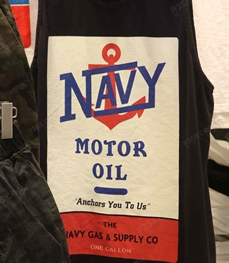 NAVY
MOTOR
OIL
"Anchors You To Us"
THE
NAVY GAS & SUPPLY CO
ONE GALLON